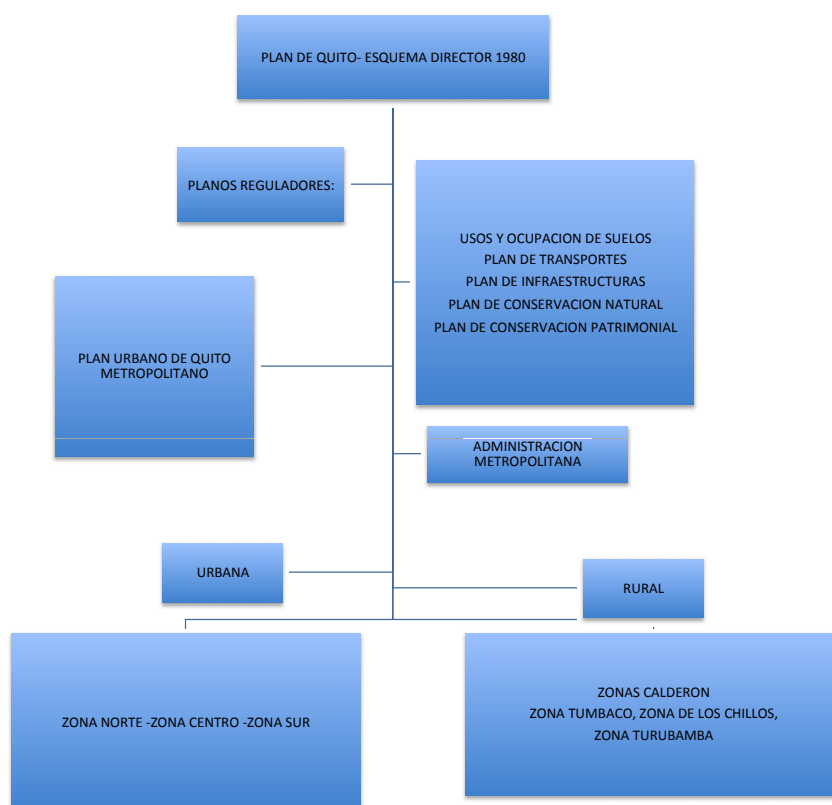 PLAN DE QUITO- ESQUEMA DIRECTOR 1980
PLANOS REGULADORES:
USOS Y OCUPACION DE SUELOS
PLAN DE TRANSPORTES
PLAN DE INFRAESTRUCTURAS
PLAN DE CONSERVACION NATURAL
PLAN DE CONSERVACION PATRIMONIAL
PLAN URBANO DE QUITO
METROPOLITANO
ADMINISTRACION
METROPOLITANA
URBANA
RURAL
ZONA NORTE -ZONA CENTRO -ZONA SUR
ZONAS CALDERON
ZONA TUMBACO, ZONA DE LOS CHILLOS,
ZONA TURUBAMBA